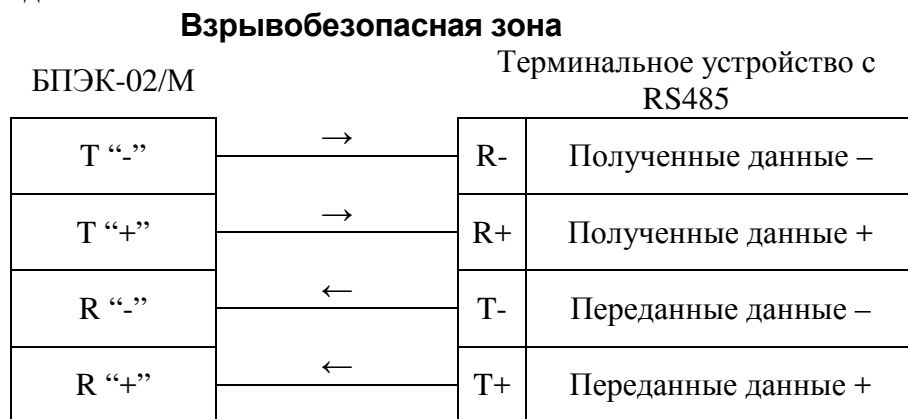 Взрывобезопасная зона
БПЭК-02/М
Терминальное устройство с
RS485
T “-” → R- Полученные данные –
T “+” → R+ Полученные данные +
R “-” ← T- Переданные данные –
R “+” ← T+ Переданные данные +